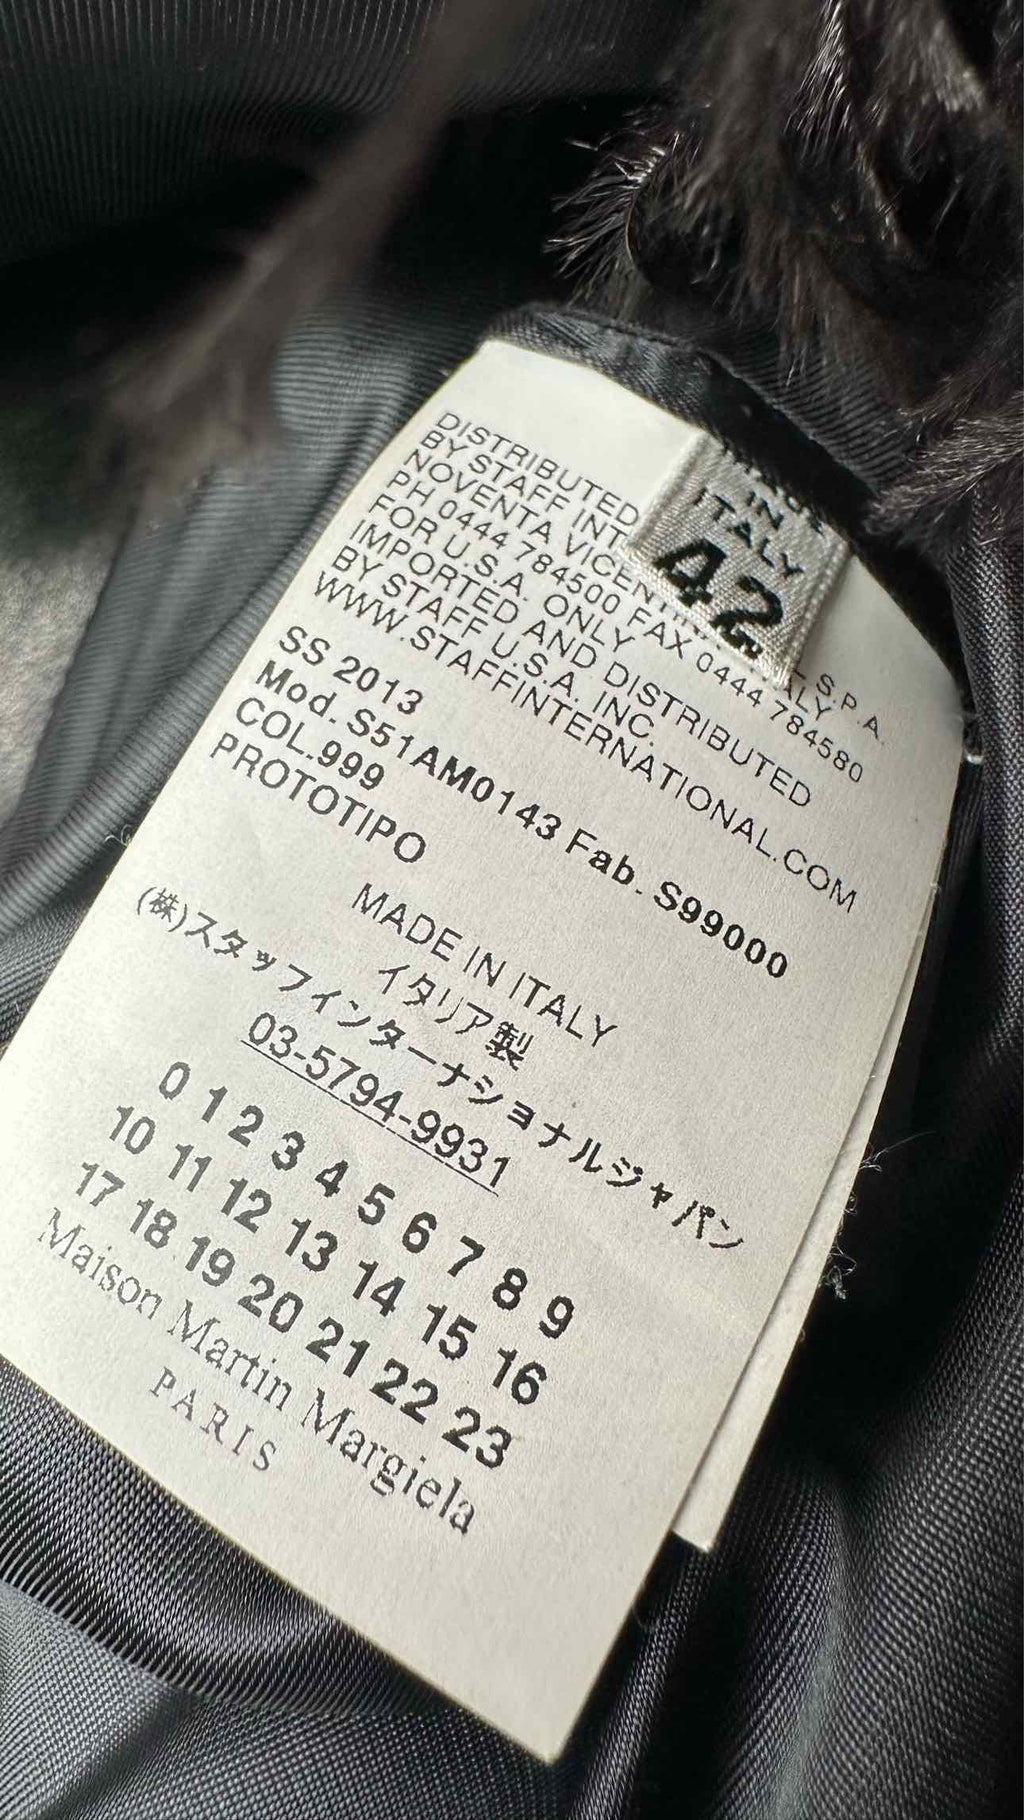 DISTRIBUTED
BY STAFF INT L S.P.A.
NOVENTA VICEN ALY
PH 0444 784500 FAX 0444 784580
FOR U.S.A. ONLY
IMPORTED AND DISTRIBUTED
BY STAFF U.S.A. INC.
WWW.STAFFINTERNATIONAL.COM
IN
ITALY
42
SS 2013
Mod. S51AM0143 Fab. S99000
COL.999
PROTOTIPO
MADE IN ITALY
イタリア製
(株)スタッフインターナショナルジャパン
03-5794-9931
0 1 2 3 4 5 6 7 8 9
10 11 12 13 14 15 16
17 18 19 20 21 22 23
Maison Martin Margiela
PARIS